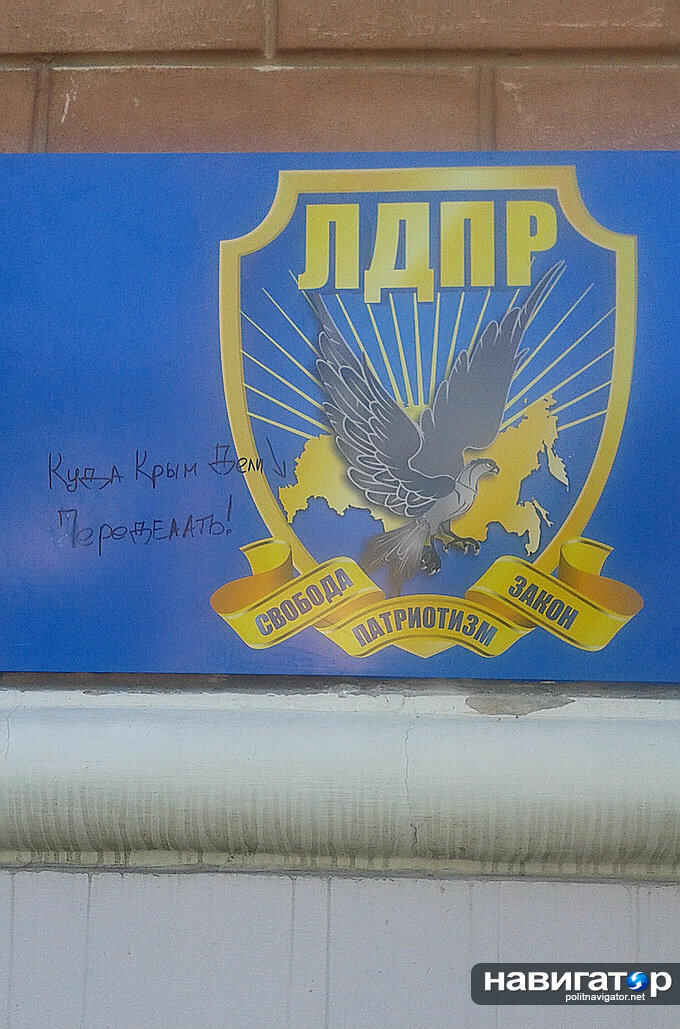 ЛДПР
Куда Крым дели
Переделать!
СВОБОДА
ПАТРИОТИЗМ
ЗАКОН
навигатор
politnavigator.net